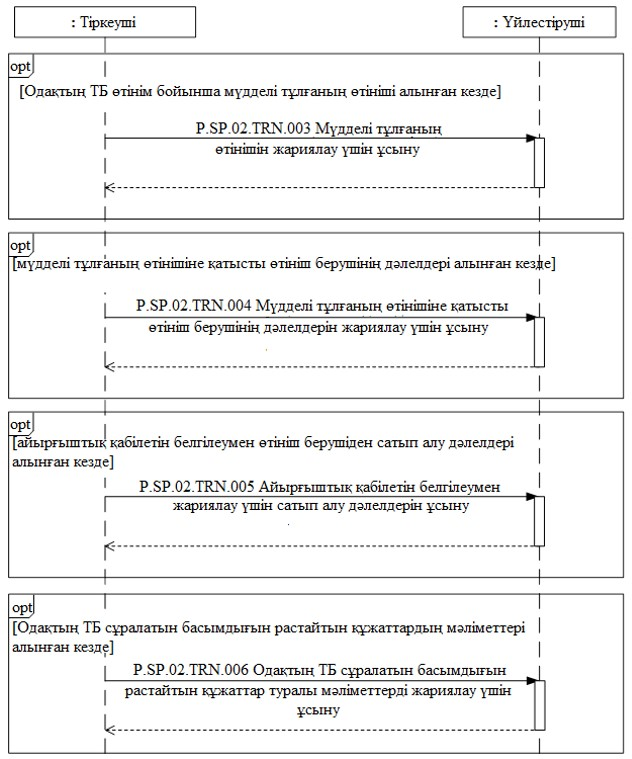 : Тіркеуші
: Үйлестіруші
opt
[Одақтың ТБ өтінім бойынша мүдделі тұлғаның өтініші алынған кезде]
P.SP.02.TRN.003 Мүдделі тұлғаның
өтінішін жариялау үшін ұсыну
opt
[мүдделі тұлғаның өтінішіне қатысты өтініш берушінің дәлелдері алынған кезде]
P.SP.02.TRN.004 Мүдделі тұлғаның өтінішіне қатысты
өтініш берушінің дәлелдерін жариялау үшін ұсыну
opt
[айырғыштық қабілетін белгілеумен өтініш берушіден сатып алу дәлелдері
алынған кезде]
P.SP.02.TRN.005 Айырғыштық қабілетін белгілеумен
жариялау үшін сатып алу дәлелдерін ұсыну
opt
[Одақтың ТБ сұралатын басымдығын растайтын құжаттардың мәліметтері
алынған кезде]
P.SP.02.TRN.006 Одақтың ТБ сұралатын басымдығын
растайтын құжаттар туралы мәліметтерді жариялау үшін
ұсыну